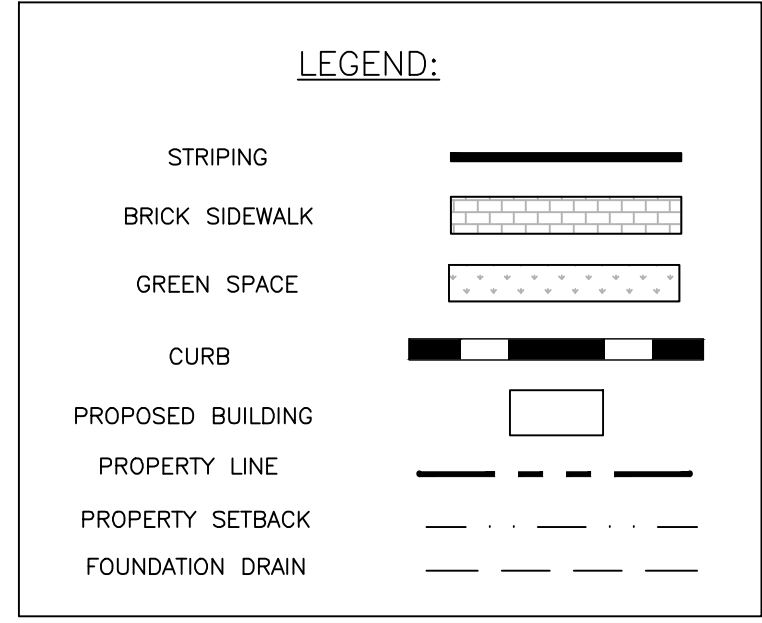 LEGEND:
STRIPING
BRICK SIDEWALK
GREEN SPACE
CURB
PROPOSED BUILDING
PROPERTY LINE
PROPERTY SETBACK
FOUNDATION DRAIN